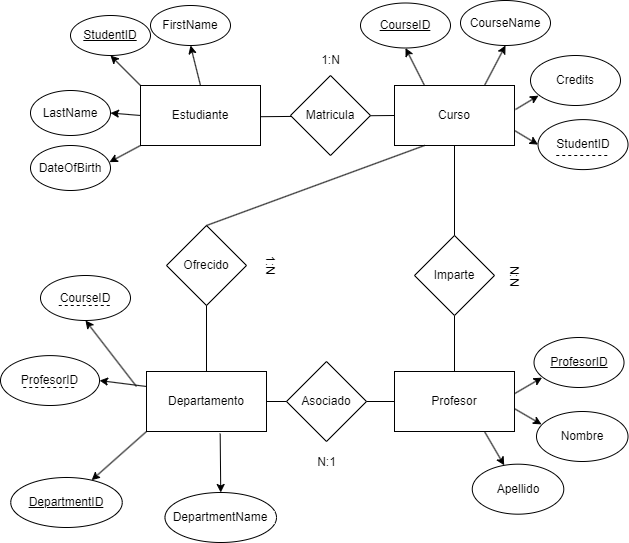 FirstName
StudentID
CourseID
CourseName
1:N
Credits
LastName
Estudiante
Matricula
Curso
StudentID
DateOfBirth
Ofrecido
1:N
Imparte
N:N
CourseID
ProfesorID
ProfesorID
Departamento
Asociado
Profesor
Nombre
N:1
Apellido
DepartmentID
DepartmentName